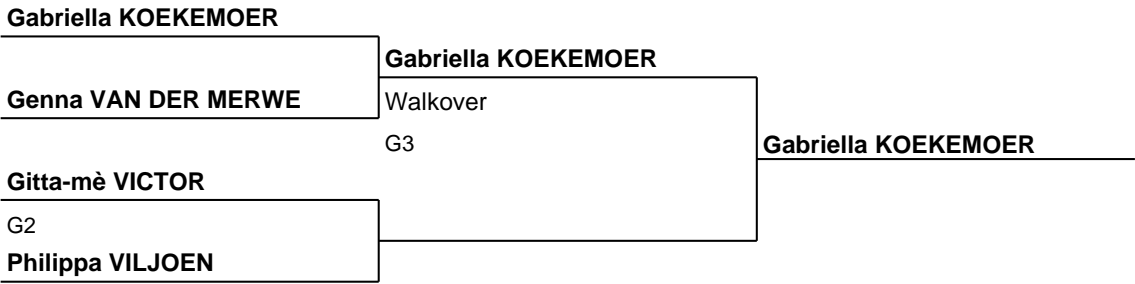 Gabriella KOEKEMOER
Gabriella KOEKEMOER
Genna VAN DER MERWE
Walkover
G3
Gabriella KOEKEMOER
Gitta-mè VICTOR
G2
Philippa VILJOEN